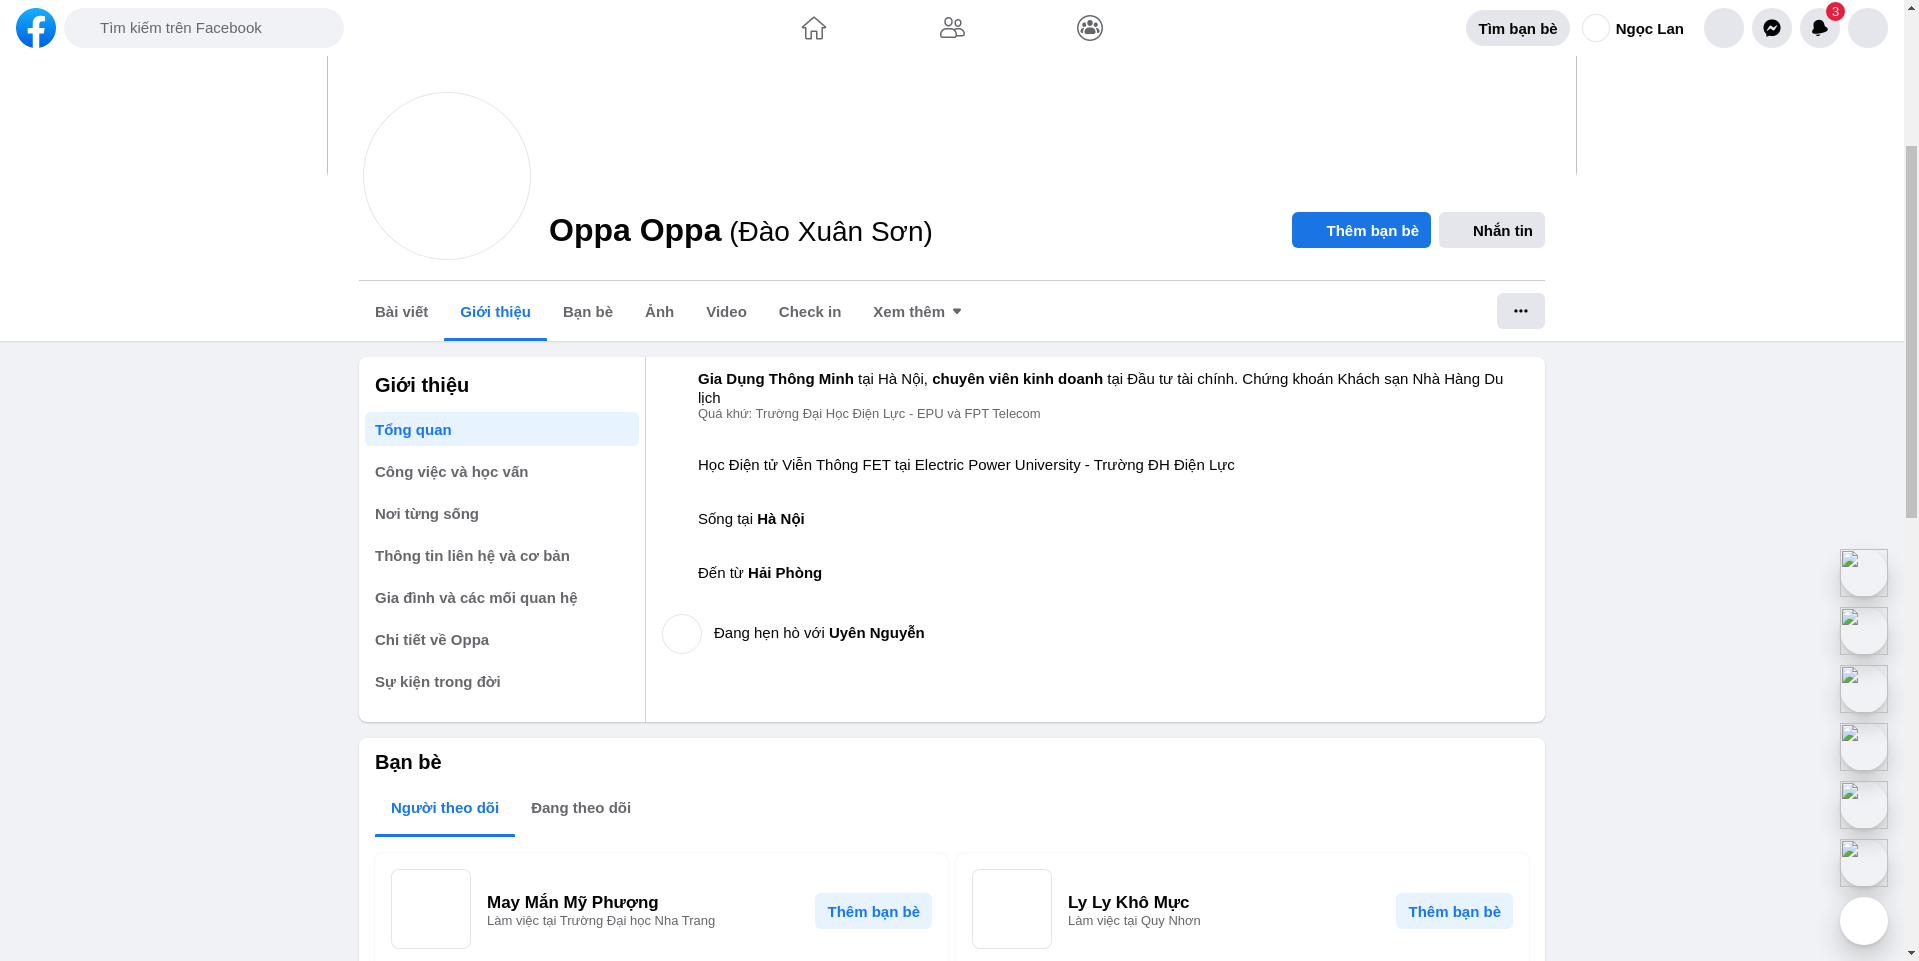 Tìm kiếm trên Facebook
Tìm bạn bè
Ngọc Lan
3
Oppa Oppa (Đào Xuân Sơn)
Thêm bạn bè
Nhắn tin
Bài viết
Giới thiệu
Bạn bè
Ảnh
Video
Check in
Xem thêm
Giới thiệu
Tổng quan
Công việc và học vấn
Nơi từng sống
Thông tin liên hệ và cơ bản
Gia đình và các mối quan hệ
Chi tiết về Oppa
Sự kiện trong đời
Gia Dụng Thông Minh tại Hà Nội, chuyên viên kinh doanh tại Đầu tư tài chính. Chứng khoán Khách sạn Nhà Hàng Du
lịch
Quá khứ: Trường Đại Học Điện Lực - EPU và FPT Telecom
Học Điện tử Viễn Thông FET tại Electric Power University - Trường ĐH Điện Lực
Sống tại Hà Nội
Đến từ Hải Phòng
Đang hẹn hò với Uyên Nguyễn
Bạn bè
Người theo dõi
Đang theo dõi
May Mắn Mỹ Phượng
Làm việc tại Trường Đại học Nha Trang
Thêm bạn bè
Ly Ly Khô Mực
Làm việc tại Quy Nhơn
Thêm bạn bè